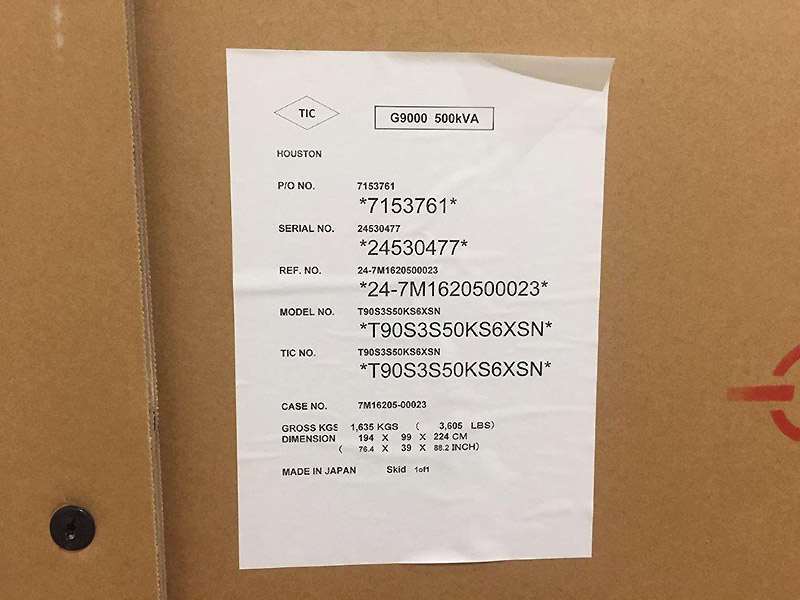 TIC
G9000 500kVA
HOUSTON
P/O NO. 7153761
*7153761*
SERIAL NO. 24530477
*24530477*
REF. NO. 24-7M1620500023
*24-7M1620500023*
MODEL NO. T90S3S50KS6XSN
*T90S3S50KS6XSN*
TIC NO. T90S3S50KS6XSN
*T90S3S50KS6XSN*
CASE NO. 7M16205-00023
GROSS KGS 1,635 KGS ( 3,605 LBS)
DIMENSION 194 X 99 X 224 CM
( 76.4 X 39 X 88.2 INCH)
MADE IN JAPAN Skid 1of1